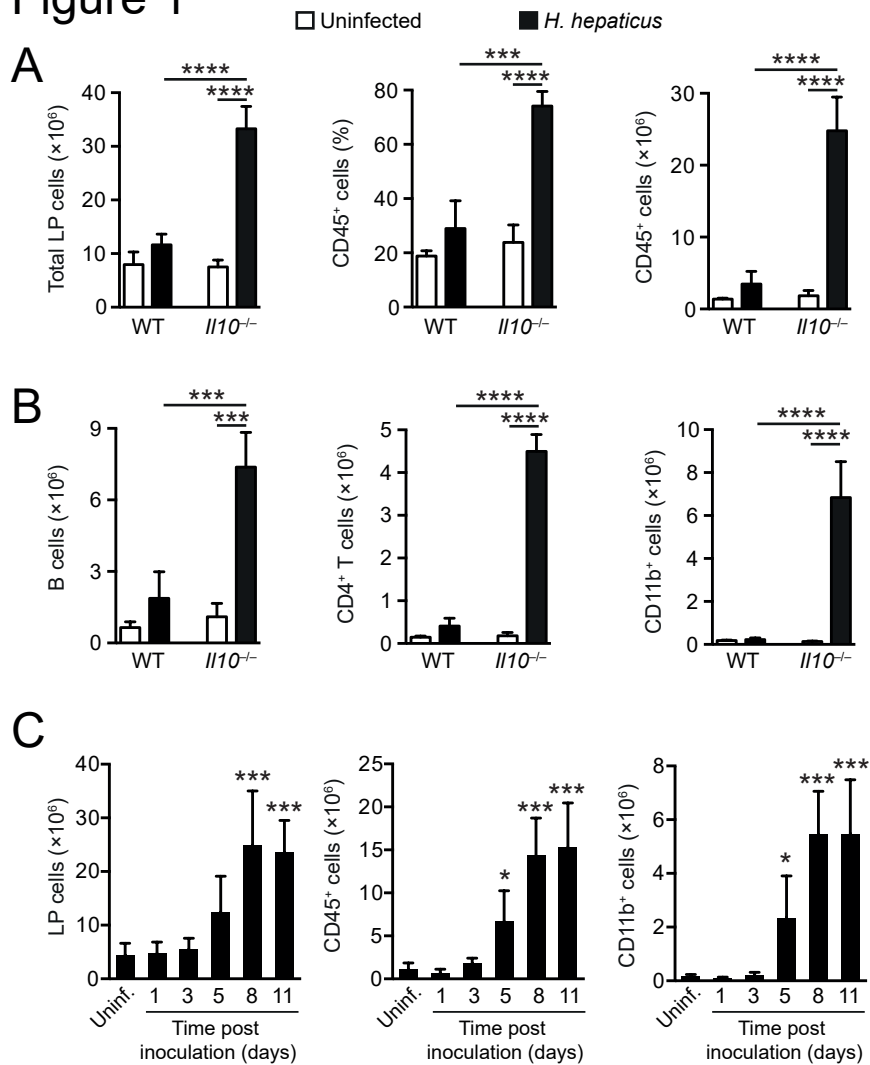 Figure 1
Uninfected H. hepaticus
A
Total LP cells (×10⁶)
40
30
20
10
0
****
****
WT Il10⁻/⁻
CD45⁺ cells (%)
80
60
40
20
0
***
****
WT Il10⁻/⁻
CD45⁺ cells (×10⁶)
30
20
10
0
****
****
WT Il10⁻/⁻
B
B cells (×10⁶)
9
6
3
0
***
***
WT Il10⁻/⁻
CD4⁺ T cells (×10⁶)
5
4
3
2
1
0
****
****
WT Il10⁻/⁻
CD11b⁺ cells (×10⁶)
10
8
6
4
2
0
****
****
WT Il10⁻/⁻
C
LP cells (×10⁶)
40
30
20
10
0
***
***
Uninf. 1 3 5 8 11
Time post
inoculation (days)
CD45⁺ cells (×10⁶)
25
20
15
10
5
0
*
***
***
Uninf. 1 3 5 8 11
Time post
inoculation (days)
CD11b⁺ cells (×10⁶)
8
6
4
2
0
*
***
***
Uninf. 1 3 5 8 11
Time post
inoculation (days)